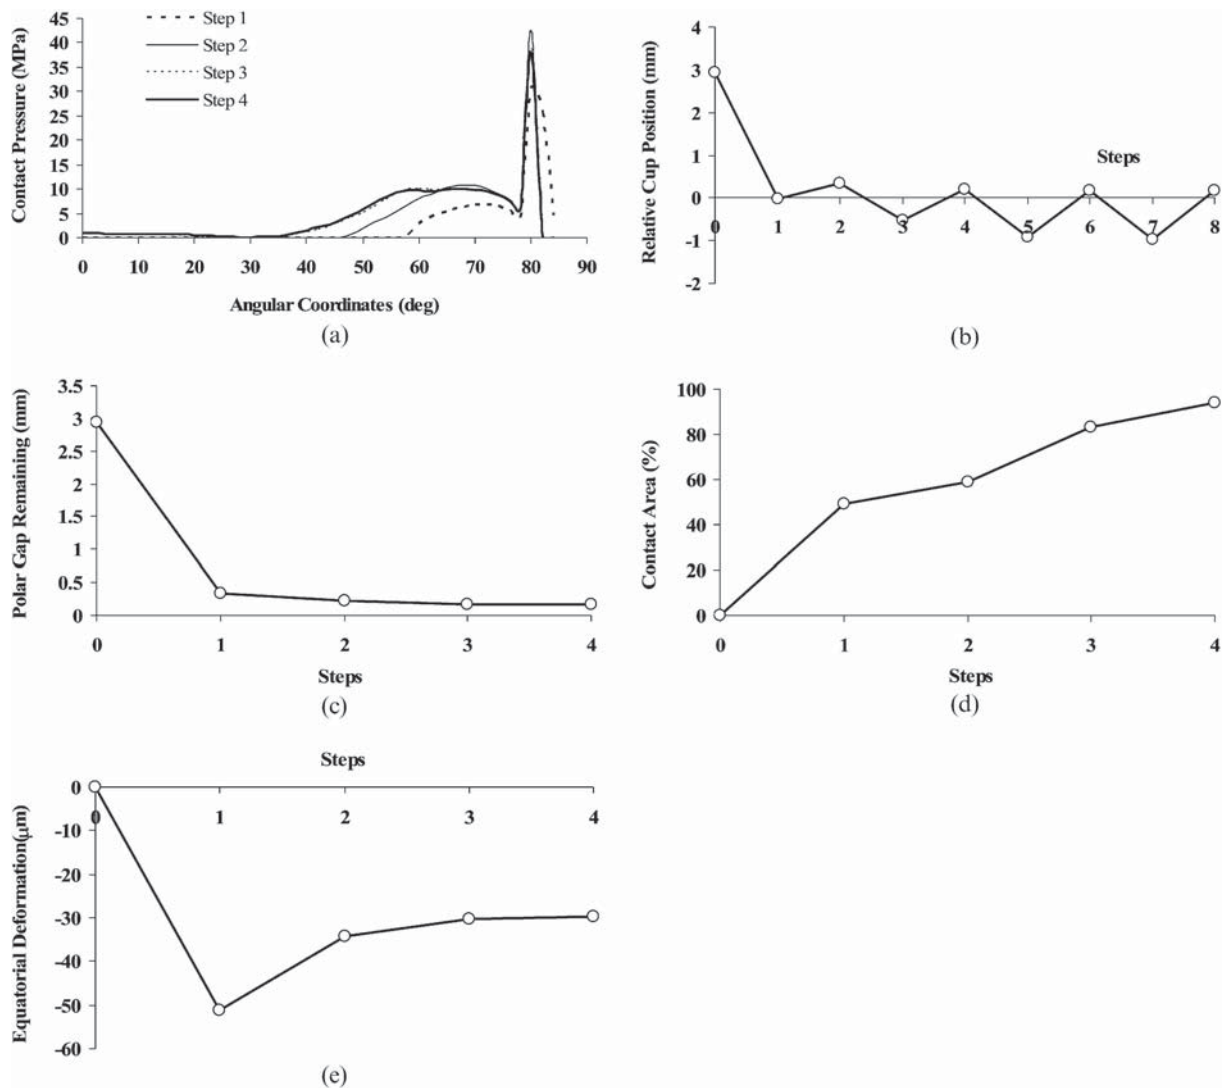 Contact Pressure (MPa)
45
40
35
30
25
20
15
10
5
0
Step 1
Step 2
Step 3
Step 4
0 10 20 30 40 50 60 70 80 90
Angular Coordinates (deg)
(a)
Relative Cup Position (mm)
4
3
2
1
0
-1
-2
Steps
0 1 2 3 4 5 6 7 8
(b)
Polar Gap Remaining (mm)
3.5
3
2.5
2
1.5
1
0.5
0
0 1 2 3 4
Steps
(c)
Contact Area (%)
100
80
60
40
20
0
0 1 2 3 4
Steps
(d)
Steps
Equatorial Deformation(μm)
0
-10
-20
-30
-40
-50
-60
0 1 2 3 4
(e)